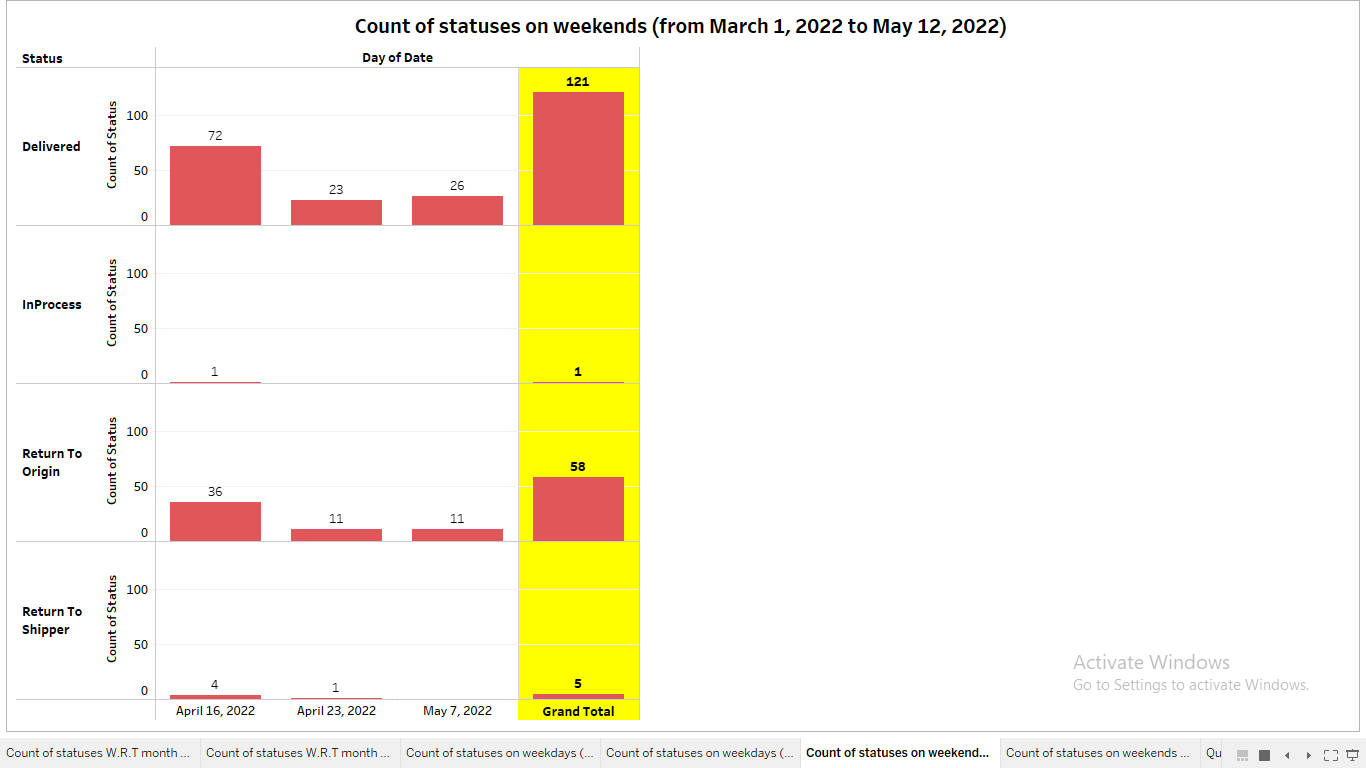 Count of statuses on weekends (from March 1, 2022 to May 12, 2022)
Status
Day of Date
Delivered
Count of Status
100
50
0
72
23
26
121
InProcess
Count of Status
100
50
0
1
1
Return To
Origin
Count of Status
100
50
0
36
11
11
58
Return To
Shipper
Count of Status
100
50
0
4
1
5
April 16, 2022
April 23, 2022
May 7, 2022
Grand Total
Activate Windows
Go to Settings to activate Windows.
Count of statuses W.R.T month ...
Count of statuses W.R.T month ...
Count of statuses on weekdays (...
Count of statuses on weekdays (...
Count of statuses on weekend...
Count of statuses on weekends ...
Qu